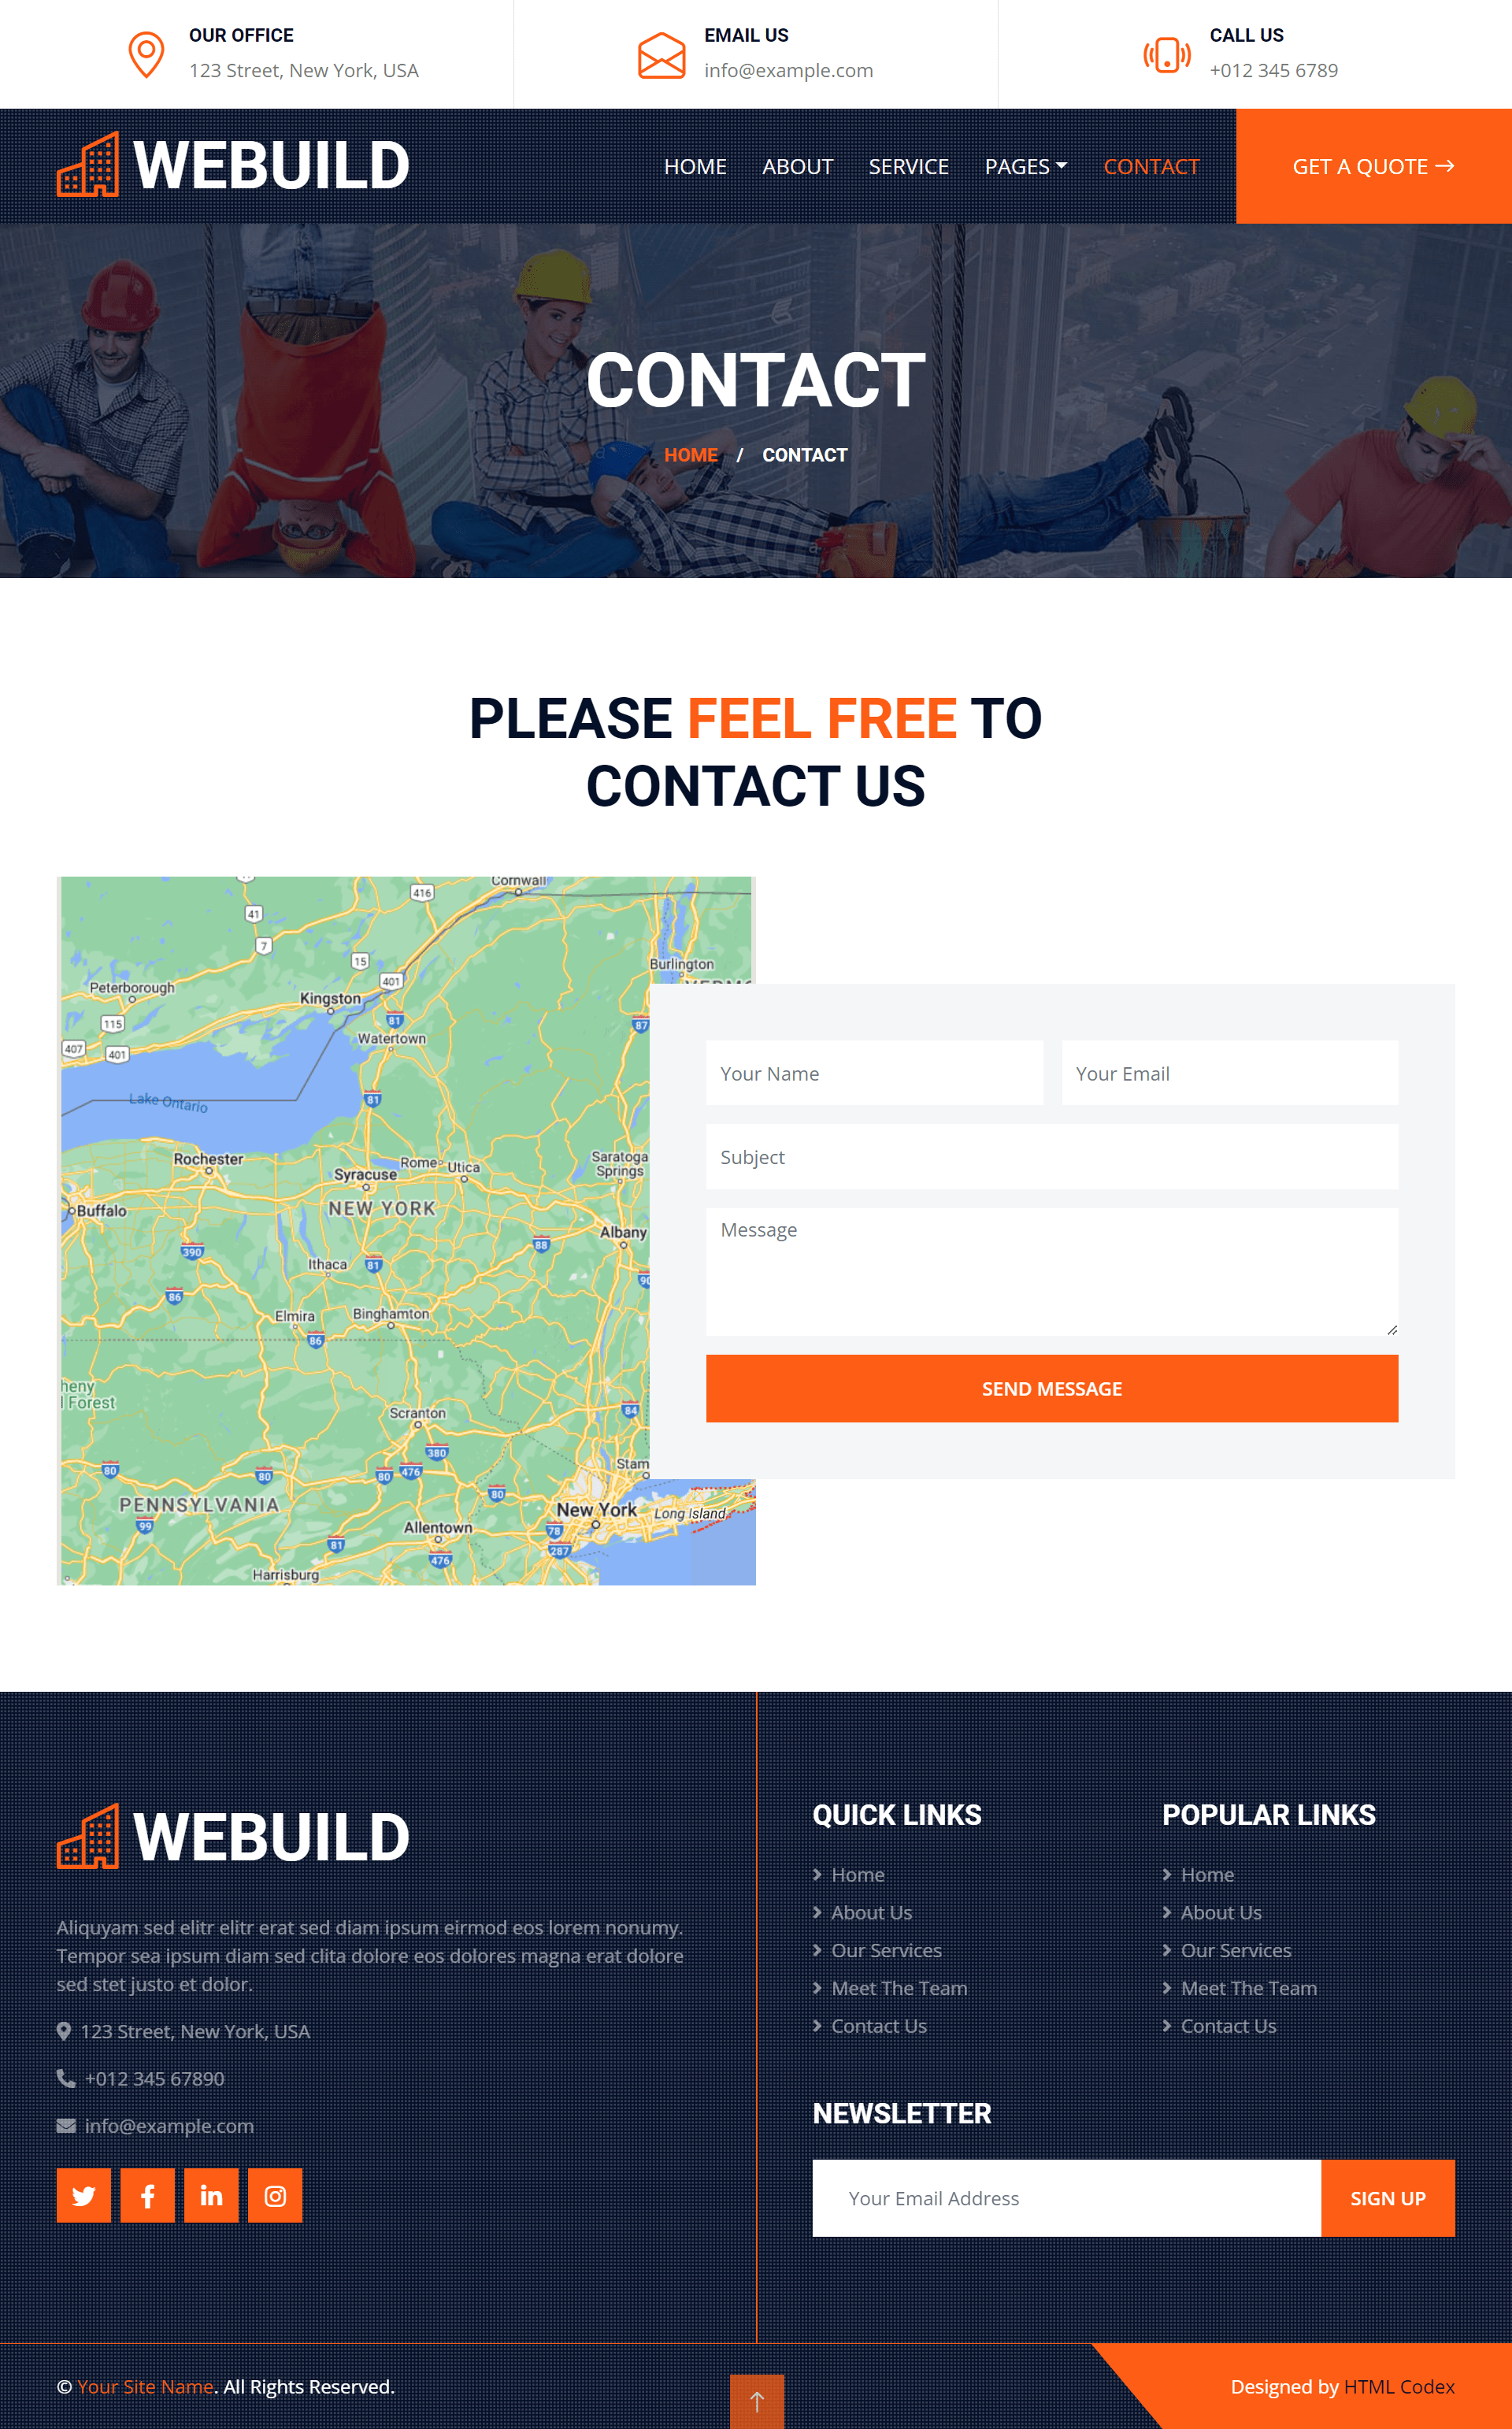 OUR OFFICE
123 Street, New York, USA
EMAIL US
info@example.com
CALL US
+012 345 6789
WEBUILD
HOME
ABOUT
SERVICE
PAGES
CONTACT
GET A QUOTE
CONTACT
HOME / CONTACT
PLEASE FEEL FREE TO
CONTACT US
Cornwall
416
41
7
15
401
Burlington
Peterborough
Kingston
115
81
87
407
401
Watertown
Lake Ontario
81
Rochester
Syracuse
Rome
Utica
Saratoga
Springs
Buffalo
NEW YORK
Albany
390
88
Ithaca
81
90
86
Elmira
Binghamton
86
heny
l Forest
Scranton
84
380
80
80
80
476
Stam
80
PENNSYLVANIA
New York
Long Island
99
Allentown
78
81
476
287
Harrisburg
Your Name
Your Email
Subject
Message
SEND MESSAGE
WEBUILD
Aliquyam sed elitr elitr erat sed diam ipsum eirmod eos lorem nonumy.
Tempor sea ipsum diam sed clita dolore eos dolores magna erat dolore
sed stet justo et dolor.
123 Street, New York, USA
+012 345 67890
info@example.com
QUICK LINKS
Home
About Us
Our Services
Meet The Team
Contact Us
POPULAR LINKS
Home
About Us
Our Services
Meet The Team
Contact Us
NEWSLETTER
Your Email Address
SIGN UP
© Your Site Name. All Rights Reserved.
Designed by HTML Codex